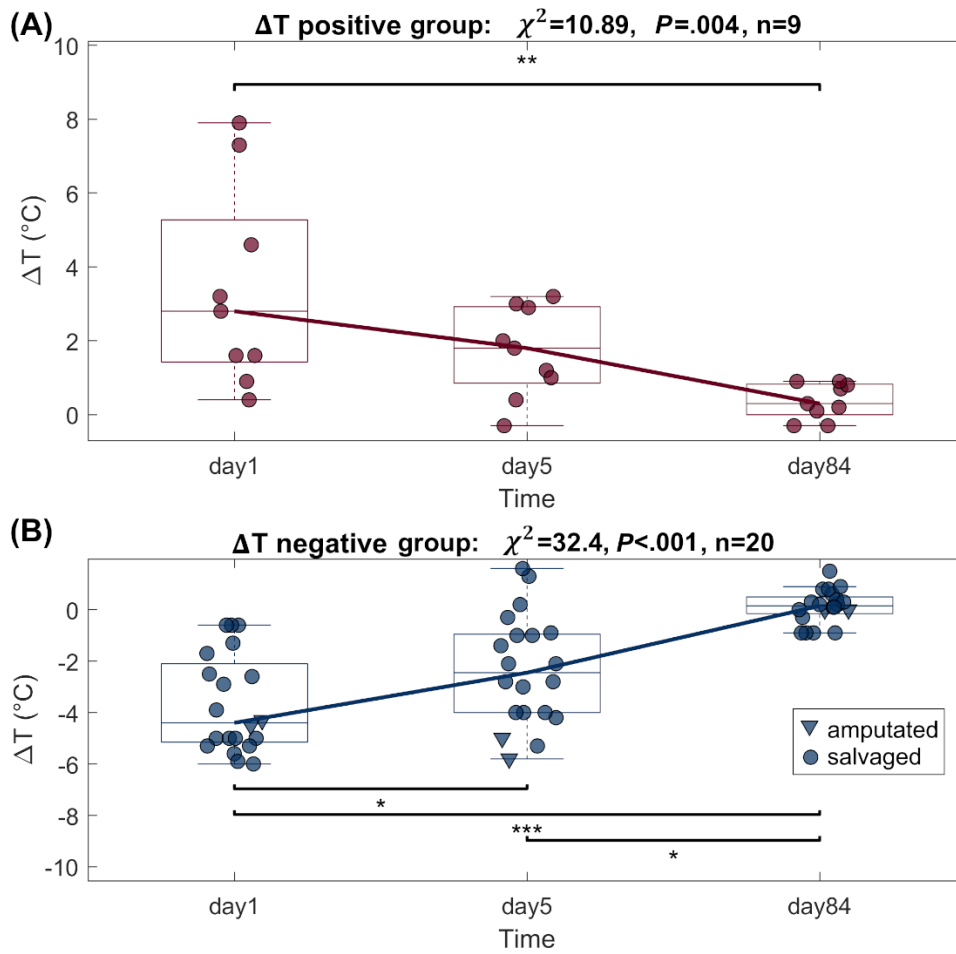 (A)
ΔT positive group: χ²=10.89, P=.004, n=9
**
10
8
6
4
2
0
ΔT (°C)
day1 day5 day84
Time
(B)
ΔT negative group: χ²=32.4, P<.001, n=20
0
-2
-4
-6
-8
-10
ΔT (°C)
amputated
salvaged
*
***
*
day1 day5 day84
Time